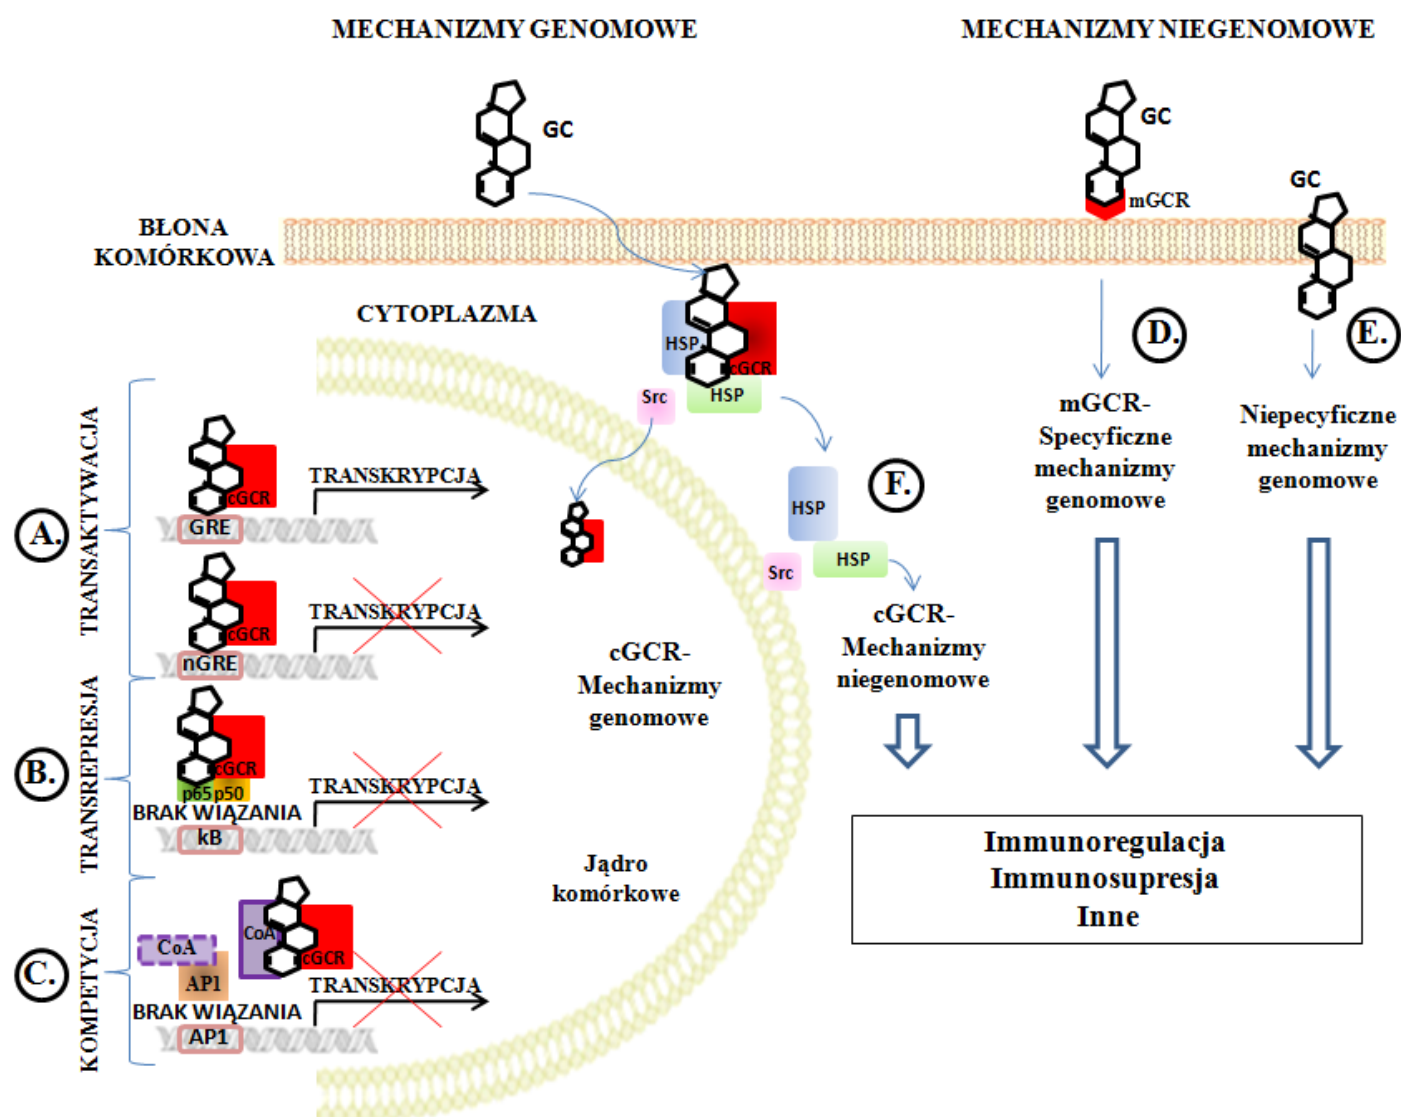 MECHANIZMY GENOMOWE
MECHANIZMY NIEGENOMOWE
GC
GC
mGCR
GC
BŁONA
KOMÓRKOWA
CYTOPLAZMA
HSP
cGCR
HSP
Src
D.
E.
mGCR-
Specyficzne
mechanizmy
genomowe
Niepecyficzne
mechanizmy
genomowe
F.
HSP
HSP
Src
cGCR-
Mechanizmy
niegenomowe
A.
TRANSAKTYWACJA
cGCR
GRE
TRANSKRYPCJA
cGCR
nGRE
TRANSKRYPCJA
cGCR-
Mechanizmy
genomowe
B.
TRANSREPRESJA
cGCR
p65 p50
BRAK WIĄZANIA
kB
TRANSKRYPCJA
Jądro
komórkowe
Immunoregulacja
Immunosupresja
Inne
C.
KOMPETYCJA
CoA
CoA
cGCR
AP1
BRAK WIĄZANIA
AP1
TRANSKRYPCJA